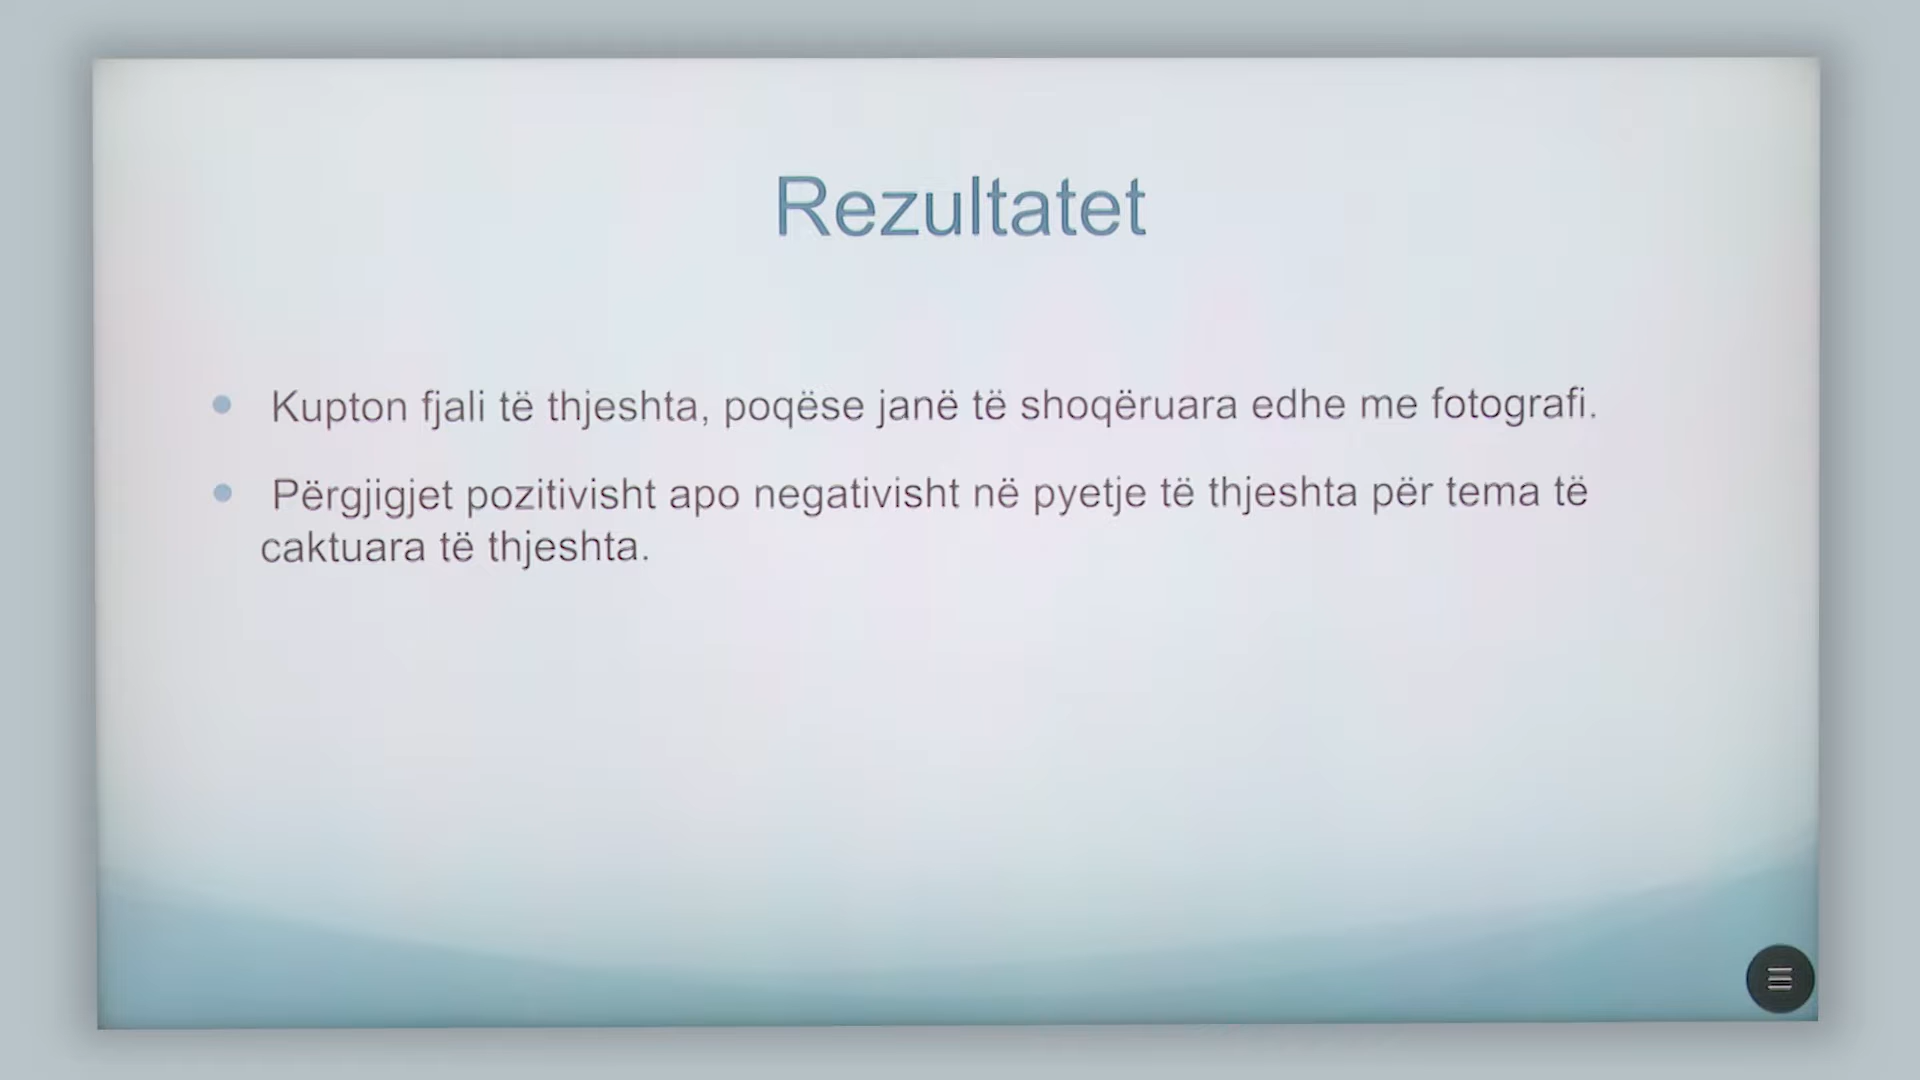 Rezultatet
Kupton fjali të thjeshta, poqëse janë të shoqëruara edhe me fotografi.
Përgjigjet pozitivisht apo negativisht në pyetje të thjeshta për tema të
caktuara të thjeshta.